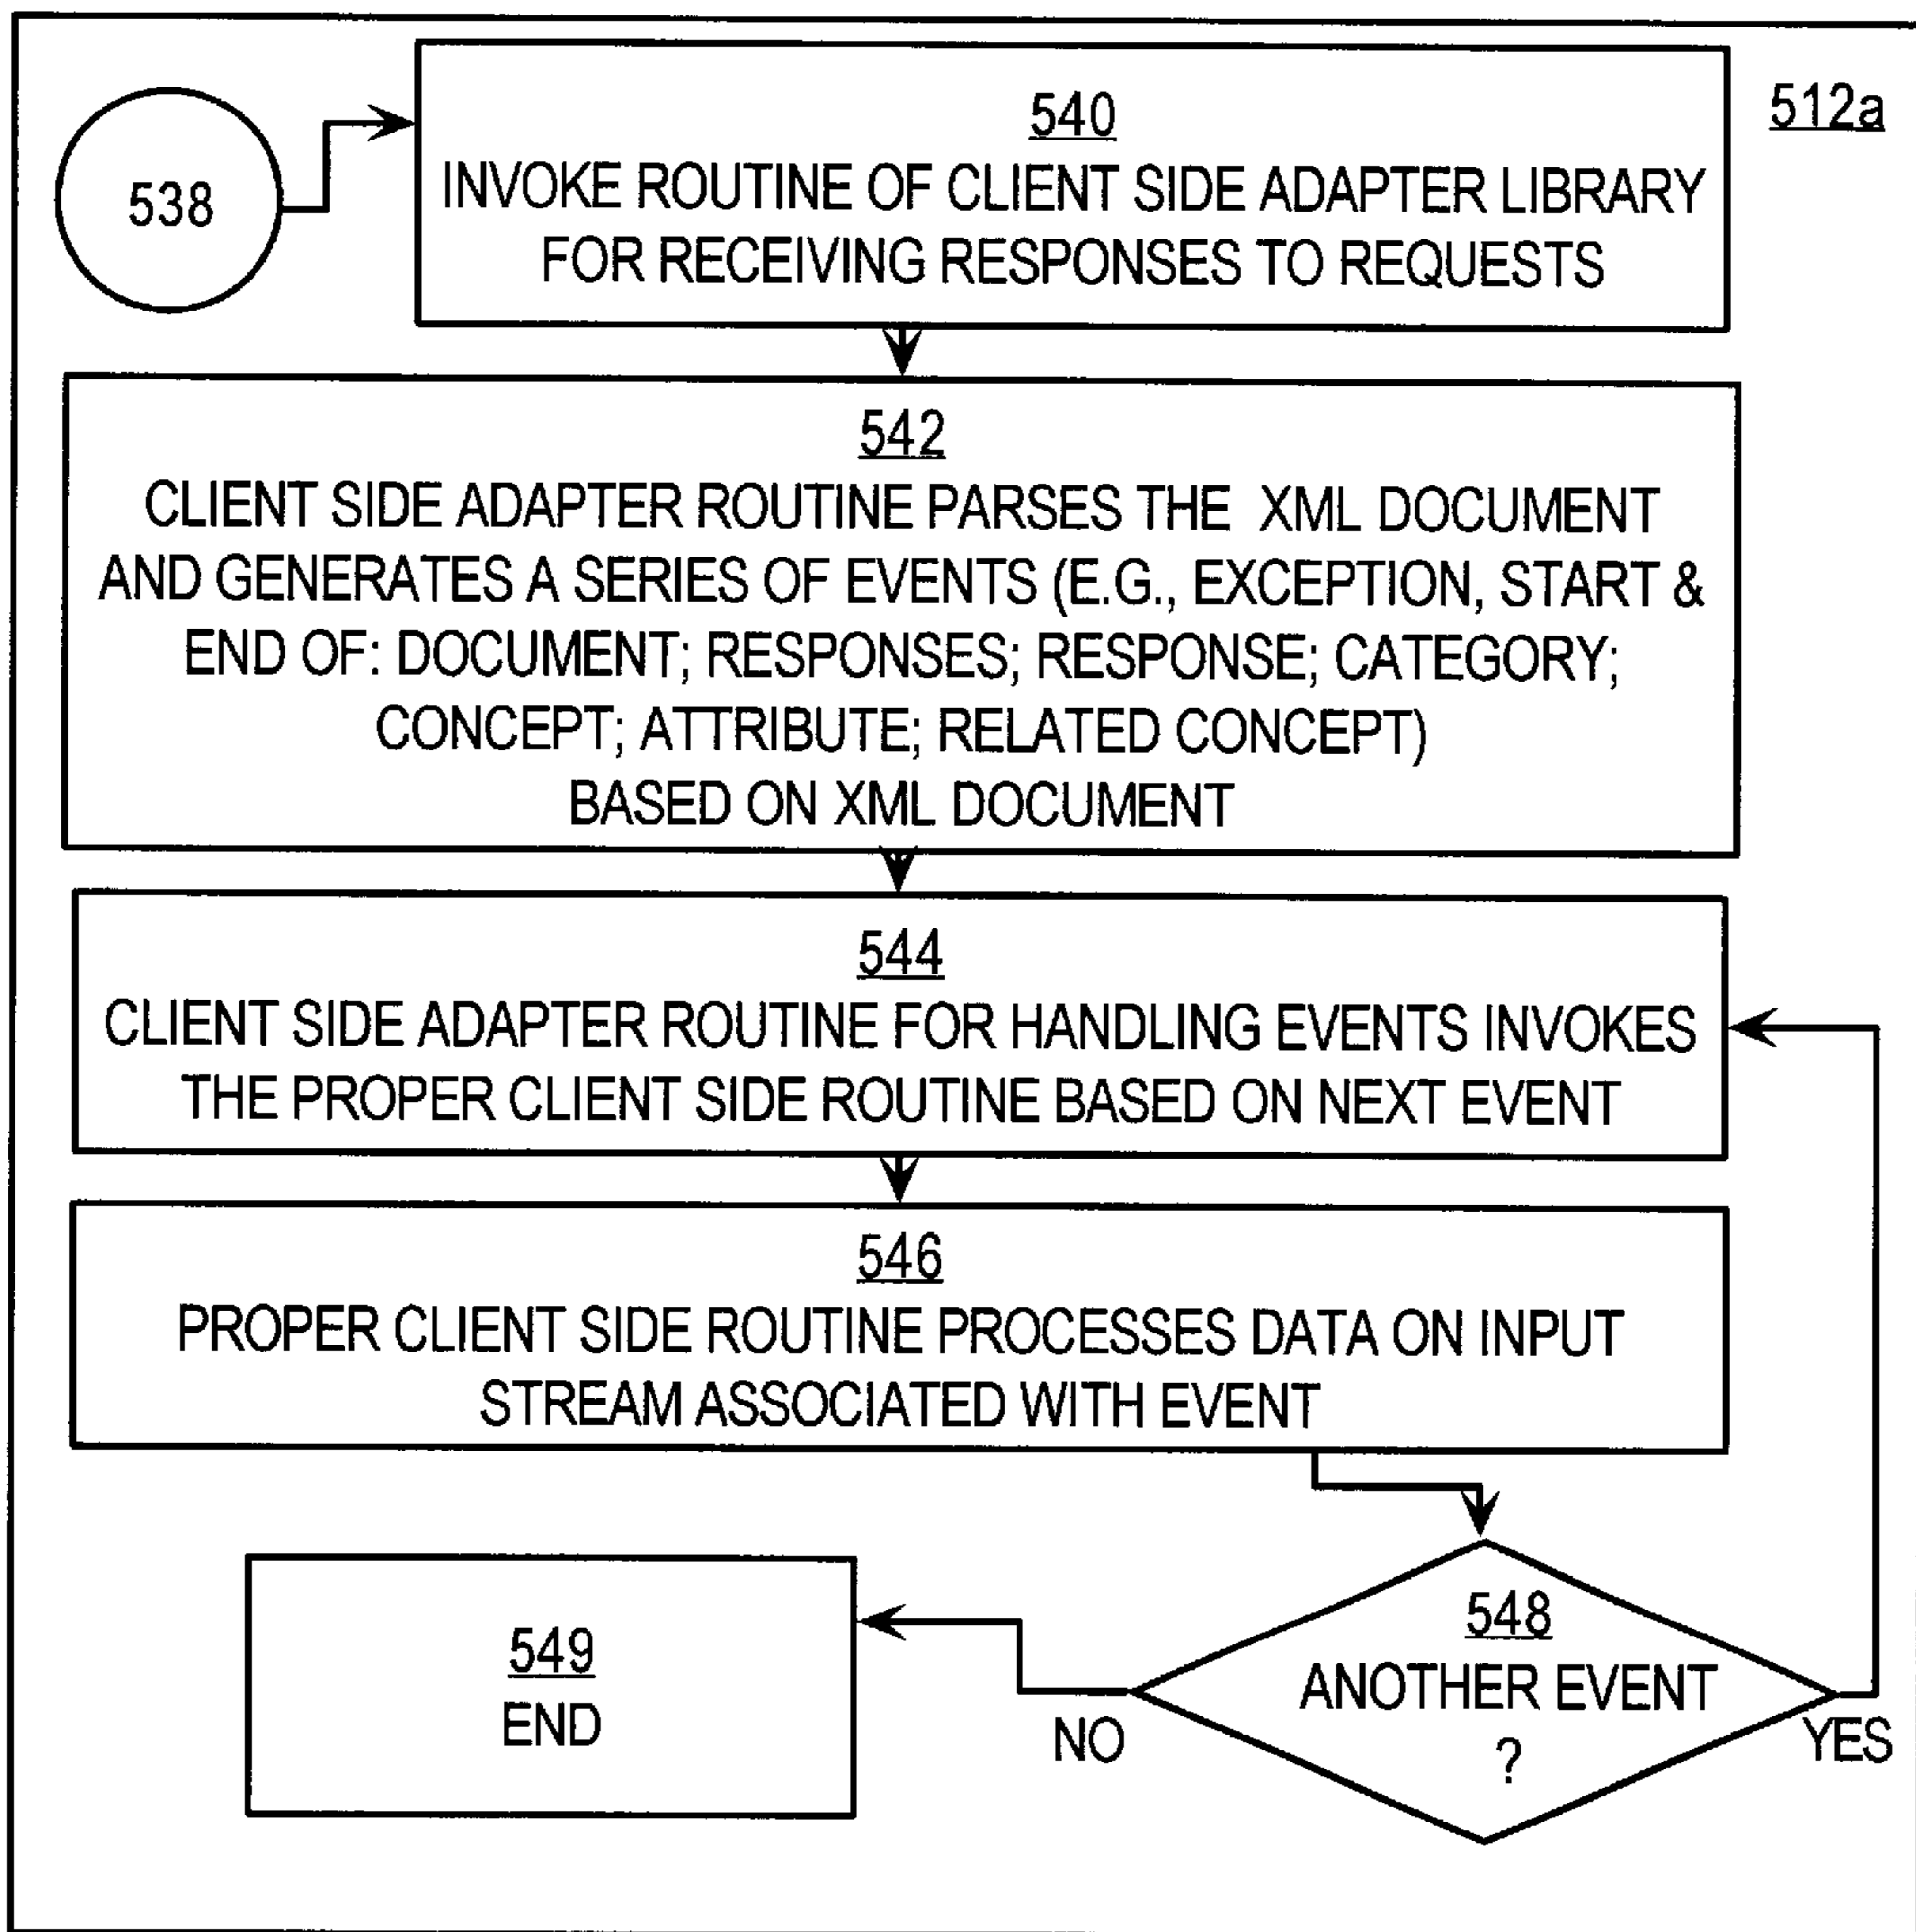 512a
538
540
INVOKE ROUTINE OF CLIENT SIDE ADAPTER LIBRARY
FOR RECEIVING RESPONSES TO REQUESTS
542
CLIENT SIDE ADAPTER ROUTINE PARSES THE XML DOCUMENT
AND GENERATES A SERIES OF EVENTS (E.G., EXCEPTION, START &
END OF: DOCUMENT; RESPONSES; RESPONSE; CATEGORY;
CONCEPT; ATTRIBUTE; RELATED CONCEPT)
BASED ON XML DOCUMENT
544
CLIENT SIDE ADAPTER ROUTINE FOR HANDLING EVENTS INVOKES
THE PROPER CLIENT SIDE ROUTINE BASED ON NEXT EVENT
546
PROPER CLIENT SIDE ROUTINE PROCESSES DATA ON INPUT
STREAM ASSOCIATED WITH EVENT
548
ANOTHER EVENT
?
NO
YES
549
END